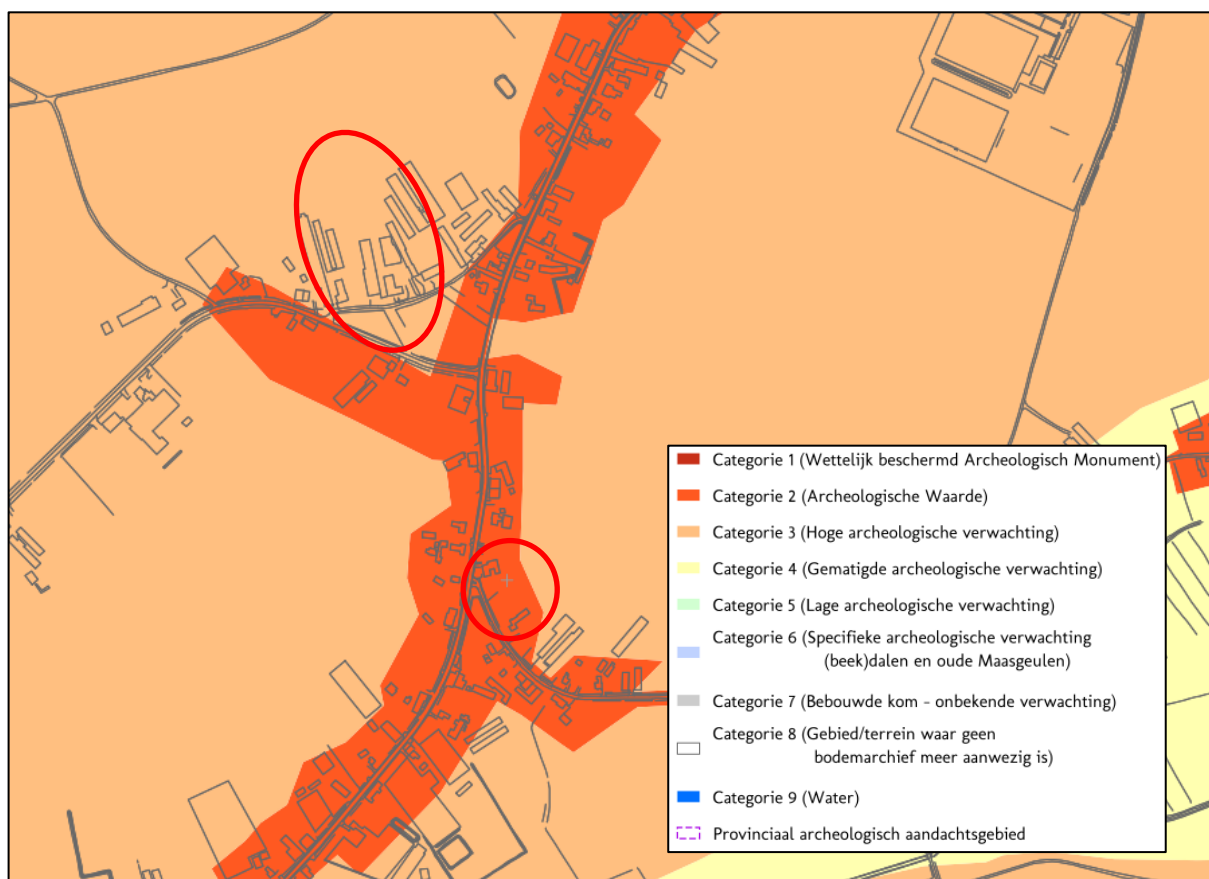 Categorie 1 (Wettelijk beschermd Archeologisch Monument)
Categorie 2 (Archeologische Waarde)
Categorie 3 (Hoge archeologische verwachting)
Categorie 4 (Gematigde archeologische verwachting)
Categorie 5 (Lage archeologische verwachting)
Categorie 6 (Specifieke archeologische verwachting
(beek)dalen en oude Maasgeulen)
Categorie 7 (Bebouwde kom - onbekende verwachting)
Categorie 8 (Gebied/terrein waar geen
bodemarchief meer aanwezig is)
Categorie 9 (Water)
Provinciaal archeologisch aandachtsgebied